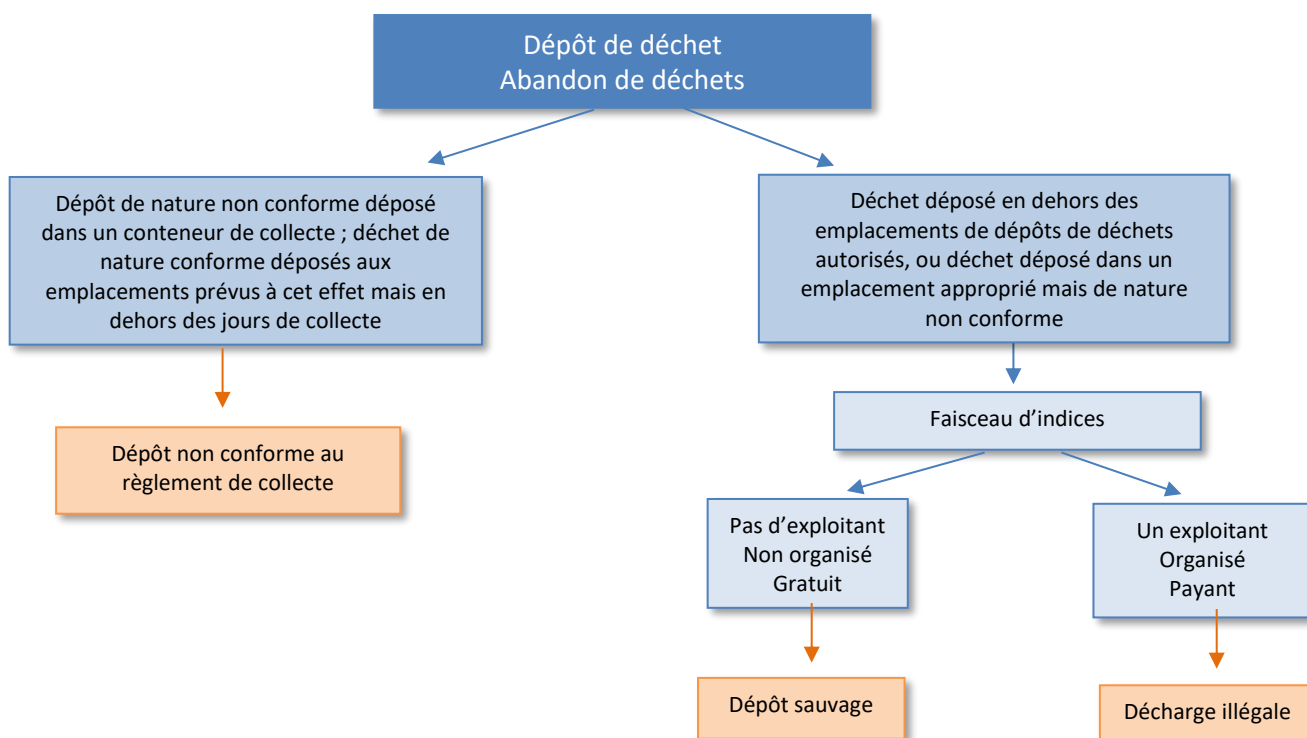 Dépôt de déchet
Abandon de déchets
Dépôt de nature non conforme déposé
dans un conteneur de collecte ; déchet de
nature conforme déposés aux
emplacements prévus à cet effet mais en
dehors des jours de collecte
Déchet déposé en dehors des
emplacements de dépôts de déchets
autorisés, ou déchet déposé dans un
emplacement approprié mais de nature
non conforme
Dépôt non conforme au
règlement de collecte
Faisceau d’indices
Pas d’exploitant
Non organisé
Gratuit
Un exploitant
Organisé
Payant
Dépôt sauvage
Décharge illégale